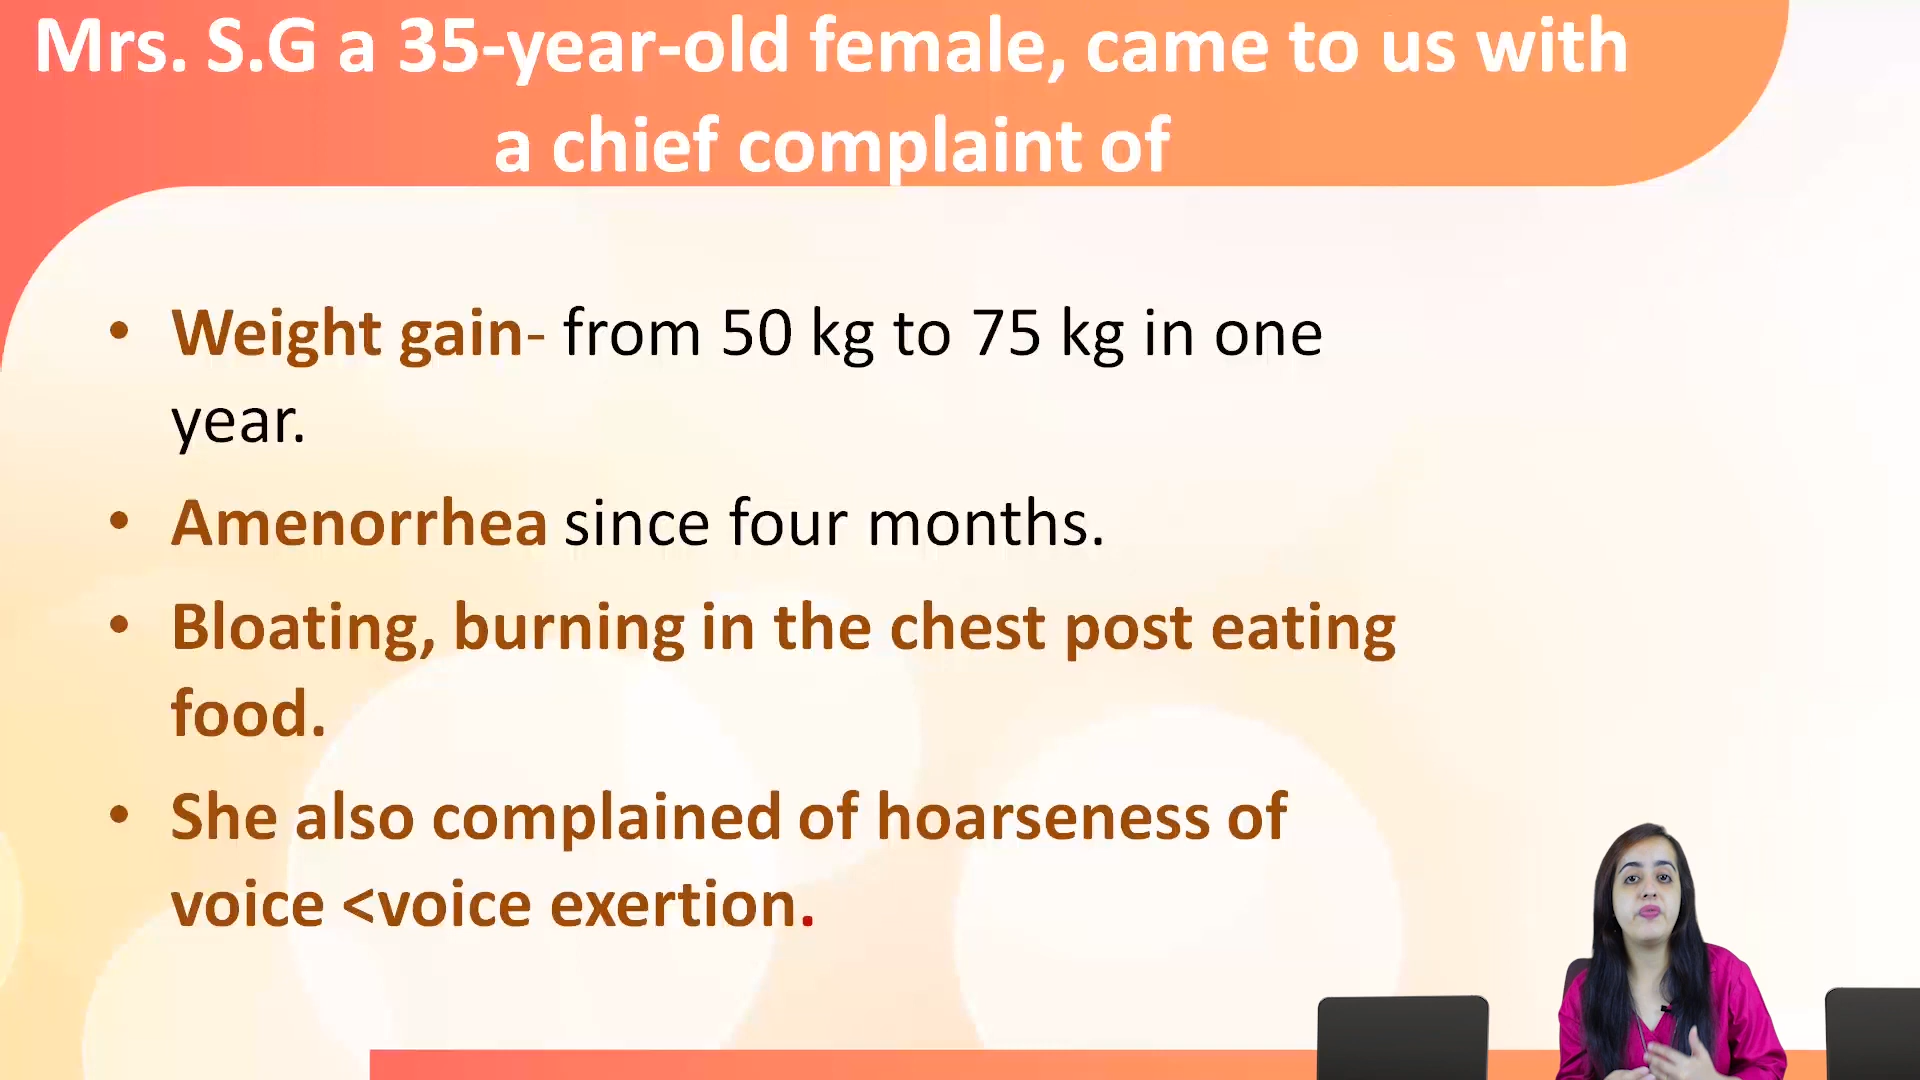 Mrs. S.G a 35-year-old female, came to us with
a chief complaint of
• Weight gain- from 50 kg to 75 kg in one
year.
• Amenorrhea since four months.
• Bloating, burning in the chest post eating
food.
• She also complained of hoarseness of
voice <voice exertion.